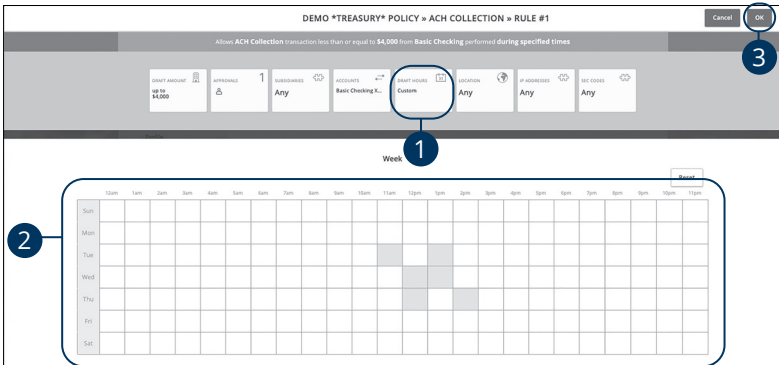 DEMO *TREASURY* POLICY » ACH COLLECTION » RULE #1
Cancel
OK
3
Allows ACH Collection transaction less than or equal to $4,000 from Basic Checking performed during specified times
DRAFT AMOUNT
up to
$4,000
APPROVALS
1
SUBSIDIARIES
Any
ACCOUNTS
Basic Checking X...
DRAFT HOURS
31
Custom
LOCATION
Any
IP ADDRESSES
Any
SEC CODES
Any
1
Week
Reset
12am 1am 2am 3am 4am 5am 6am 7am 8am 9am 10am 11am 12pm 1pm 2pm 3pm 4pm 5pm 6pm 7pm 8pm 9pm 10pm 11pm
2
Sun
Mon
Tue
Wed
Thu
Fri
Sat